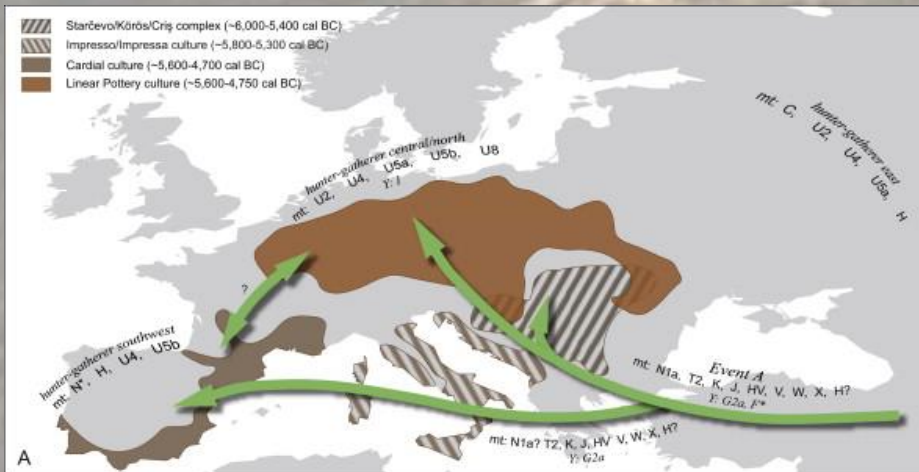 Starčevo/Körös/Criş complex (~6,000-5,400 cal BC)
Impresso/Impressa culture (~5,800-5,300 cal BC)
Cardial culture (~5,600-4,700 cal BC)
Linear Pottery culture (~5,600-4,750 cal BC)
hunter-gatherer east
mt: C, U2, U4, U5a, H
hunter-gatherer central/north
mt: U2, U4, U5a, U5b, U8
Y: I
?
hunter-gatherer southwest
mt: N*, H, U4, U5b
Event A
mt: N1a, T2, K, J, HV, V, W, X, H?
Y: G2a, F*
mt: N1a? T2, K, J, HV V, W, X, H?
Y: G2a
A